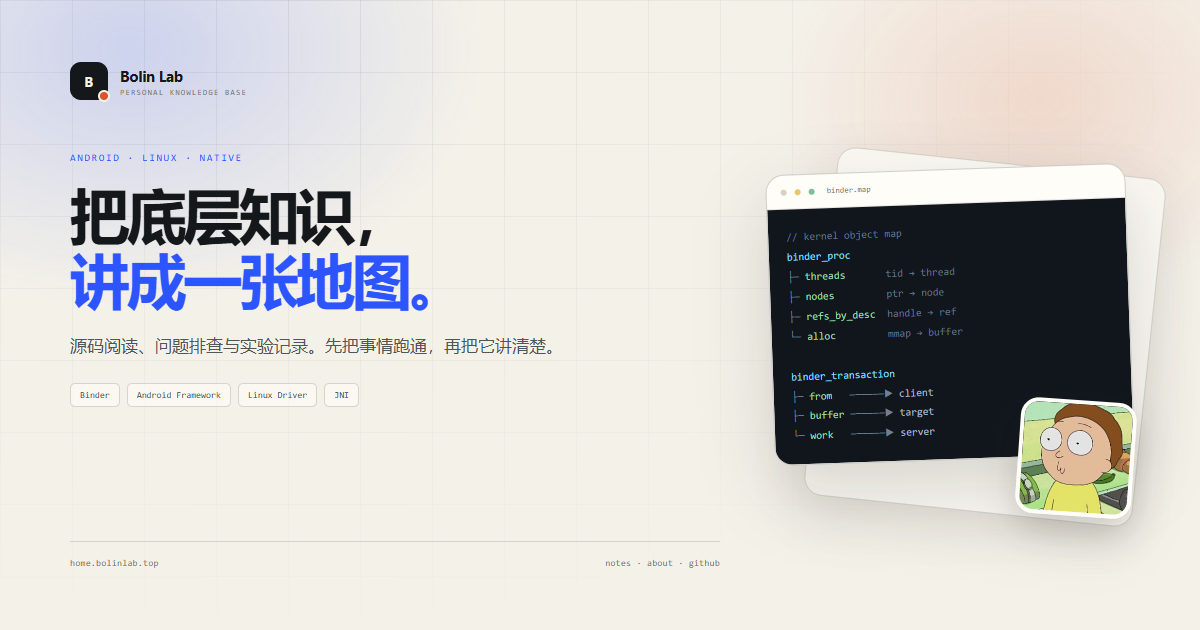 B
Bolin Lab
PERSONAL KNOWLEDGE BASE
ANDROID · LINUX · NATIVE
把底层知识，
讲成一张地图。
源码阅读、问题排查与实验记录。先把事情跑通，再把它讲清楚。
Binder
Android Framework
Linux Driver
JNI
home.bolinlab.top
notes · about · github
binder.map
// kernel object map
binder_proc
├─ threads tid → thread
├─ nodes ptr → node
├─ refs_by_desc handle → ref
└─ alloc mmap → buffer
binder_transaction
├─ from ─────▶ client
├─ buffer ─────▶ target
└─ work ─────▶ server